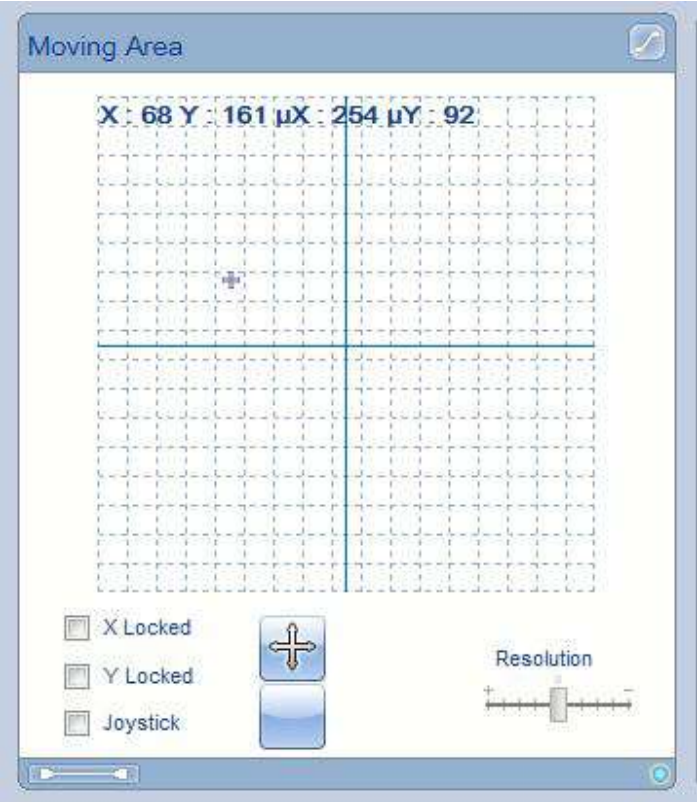 Moving Area
X : 68 Y : 161 µX : 254 µY : 92
X Locked
Y Locked
Joystick
Resolution
+ −